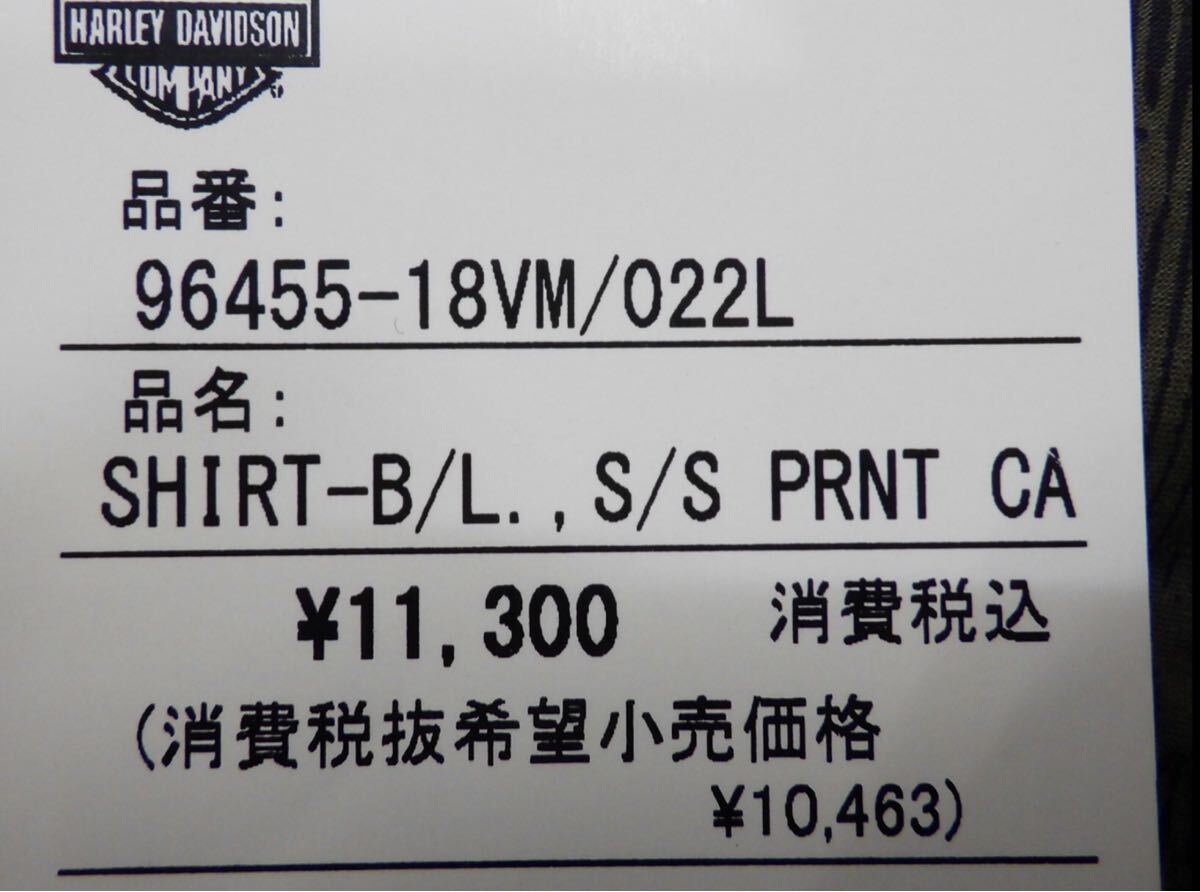 HARLEY DAVIDSON
COMPANY
品番:
96455-18VM/022L
品名:
SHIRT-B/L.,S/S PRNT CA
¥11,300 消費税込
(消費税抜希望小売価格
¥10,463)